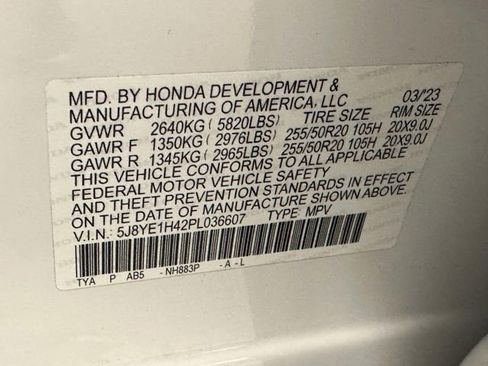 MFD. BY HONDA DEVELOPMENT &
MANUFACTURING OF AMERICA, LLC 03/'23
GVWR 2640KG (5820LBS) TIRE SIZE RIM SIZE
GAWR F 1350KG (2976LBS) 255/50R20 105H 20X9.0J
GAWR R 1345KG (2965LBS) 255/50R20 105H 20X9.0J
THIS VEHICLE CONFORMS TO ALL APPLICABLE
FEDERAL MOTOR VEHICLE SAFETY
AND THEFT PREVENTION STANDARDS IN EFFECT
ON THE DATE OF MANUFACTURE SHOWN ABOVE.
V.I.N.: 5J8YE1H42PL036607 TYPE: MPV
TYA P AB5 -NH883P -A-L